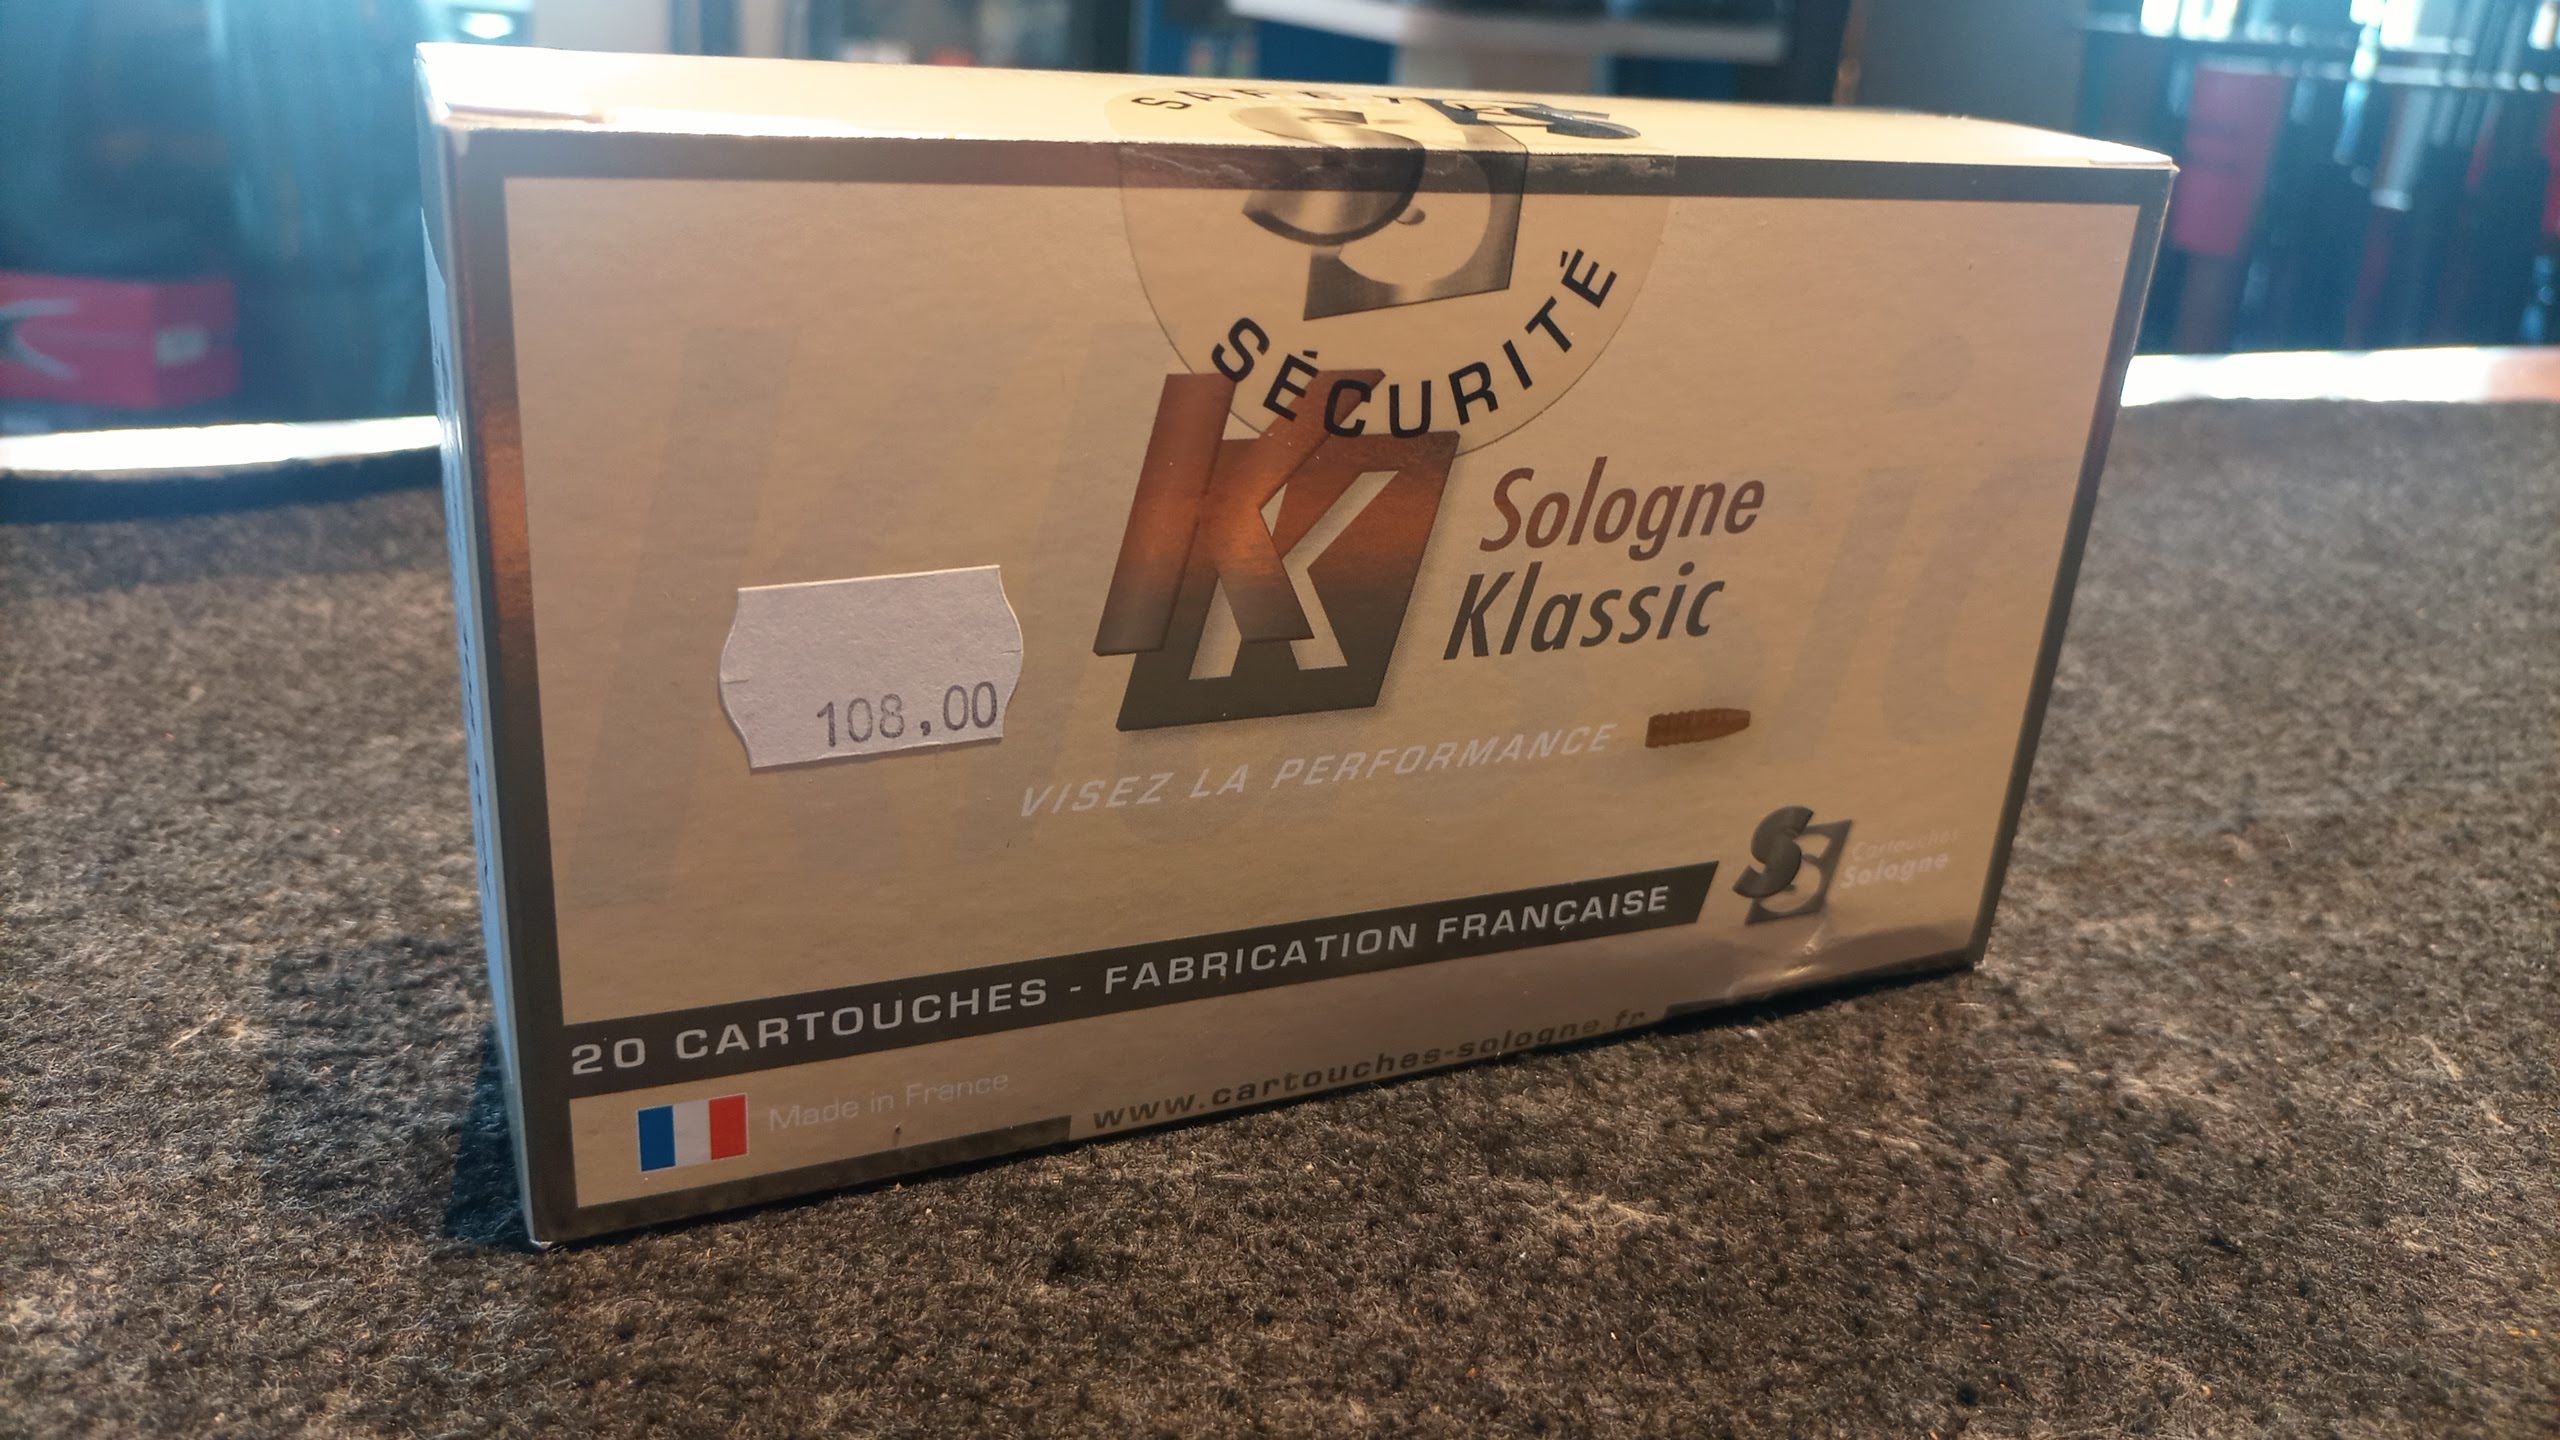 SAFETY
SÉCURITÉ
K
Sologne
Klassic
108.00
VISEZ LA PERFORMANCE
Cartouches
Sologne
20 CARTOUCHES - FABRICATION FRANÇAISE
Made in France
www.cartouches-sologne.fr